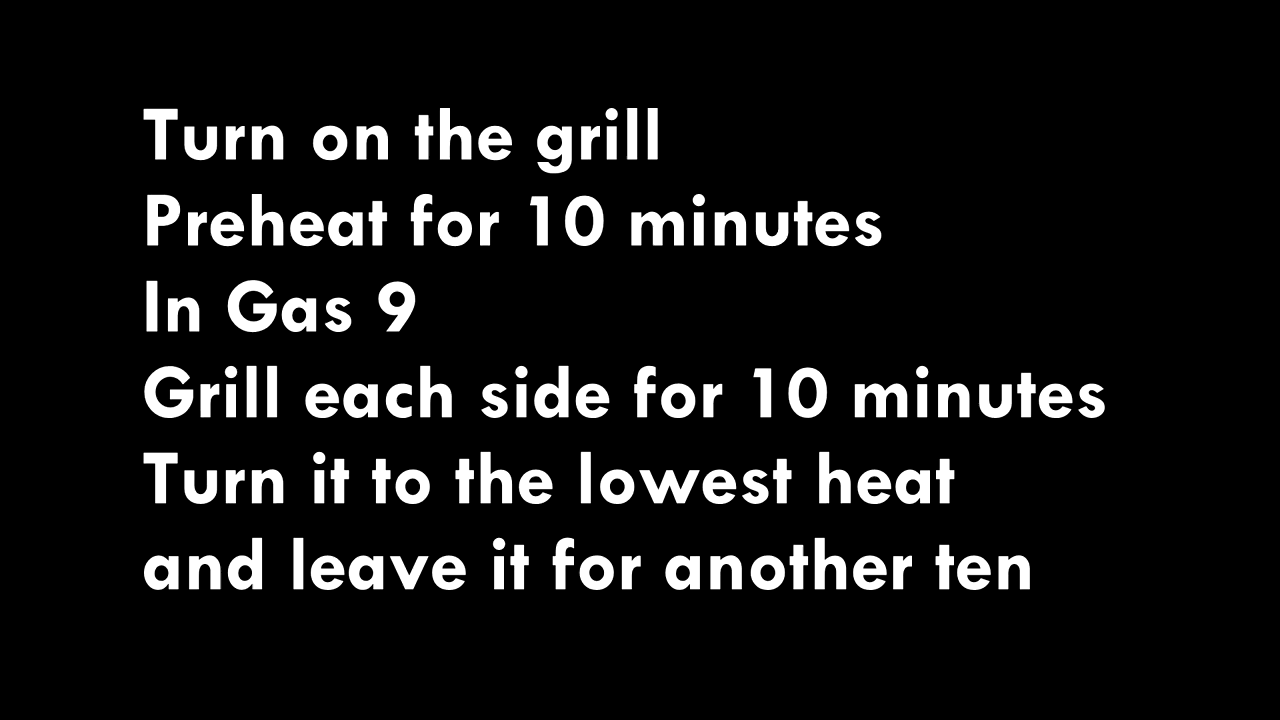 Turn on the grill
Preheat for 10 minutes
In Gas 9
Grill each side for 10 minutes
Turn it to the lowest heat
and leave it for another ten